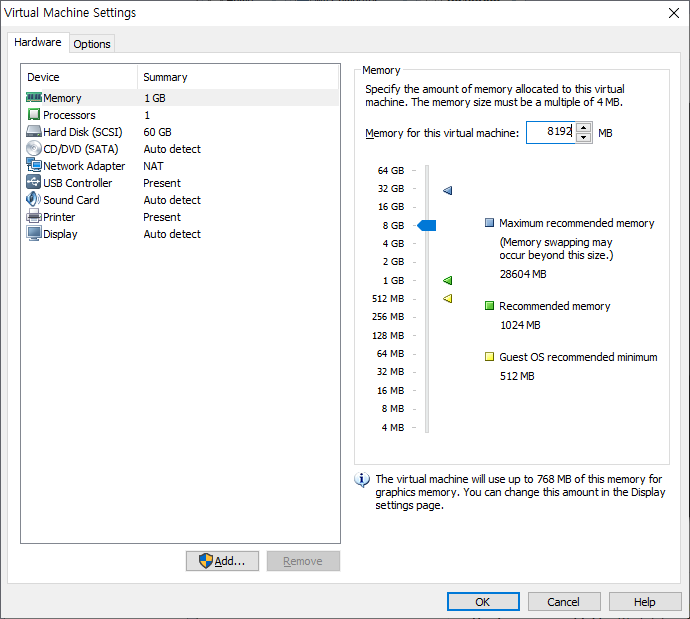 Virtual Machine Settings
Hardware Options
Device Summary
Memory 1 GB
Processors 1
Hard Disk (SCSI) 60 GB
CD/DVD (SATA) Auto detect
Network Adapter NAT
USB Controller Present
Sound Card Auto detect
Printer Present
Display Auto detect
Add...
Remove
Memory
Specify the amount of memory allocated to this virtual
machine. The memory size must be a multiple of 4 MB.
Memory for this virtual machine: 8192 MB
64 GB
32 GB
16 GB
8 GB
4 GB
2 GB
1 GB
512 MB
256 MB
128 MB
64 MB
32 MB
16 MB
8 MB
4 MB
Maximum recommended memory
(Memory swapping may
occur beyond this size.)
28604 MB
Recommended memory
1024 MB
Guest OS recommended minimum
512 MB
The virtual machine will use up to 768 MB of this memory for
graphics memory. You can change this amount in the Display
settings page.
OK Cancel Help